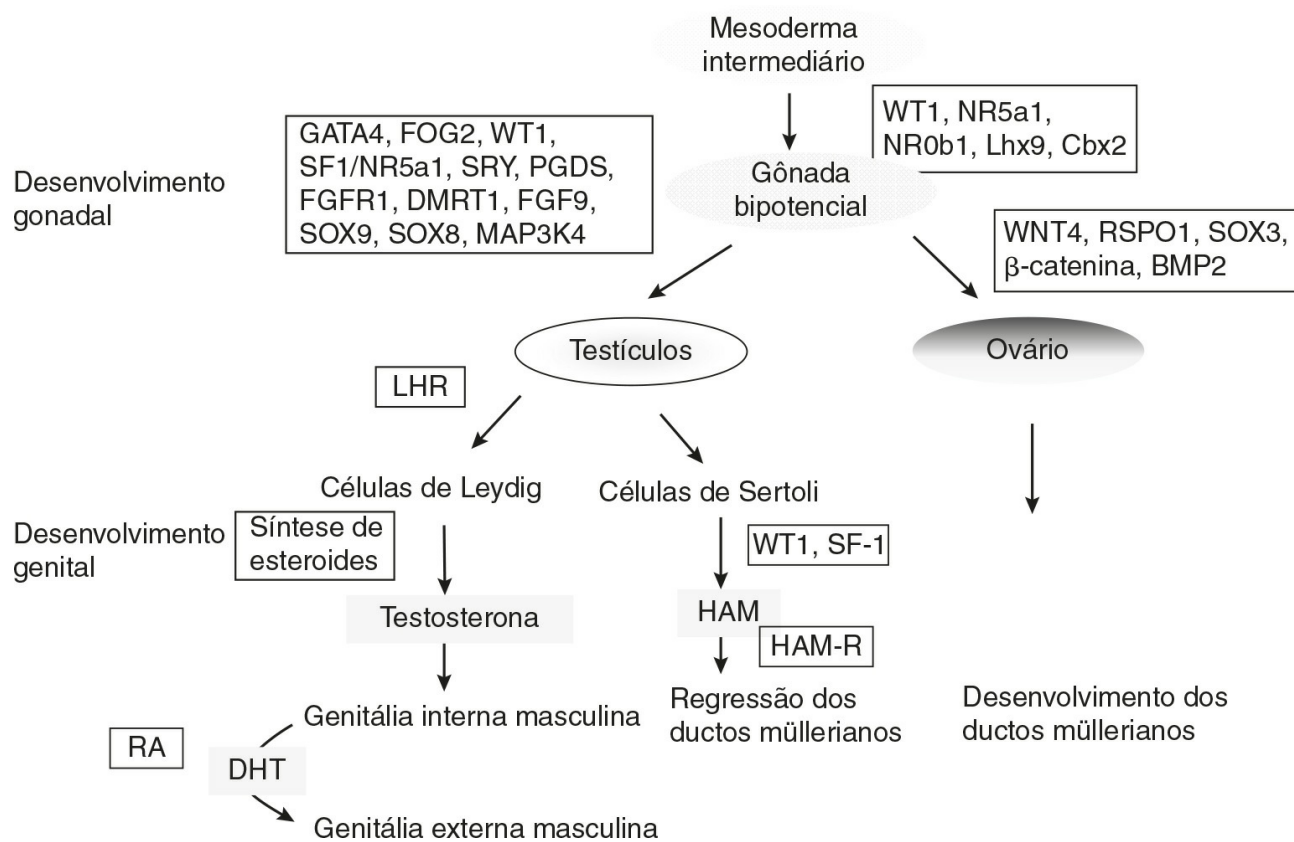 Mesoderma
intermediário
WT1, NR5a1,
NR0b1, Lhx9, Cbx2
GATA4, FOG2, WT1,
SF1/NR5a1, SRY, PGDS,
FGFR1, DMRT1, FGF9,
SOX9, SOX8, MAP3K4
Desenvolvimento
gonadal
Gônada
bipotencial
WNT4, RSPO1, SOX3,
β-catenina, BMP2
Testículos
Ovário
LHR
Células de Leydig
Células de Sertoli
Desenvolvimento
genital
Síntese de
esteroides
WT1, SF-1
Testosterona
HAM
HAM-R
Genitália interna masculina
Regressão dos
ductos müllerianos
Desenvolvimento dos
ductos müllerianos
RA
DHT
Genitália externa masculina